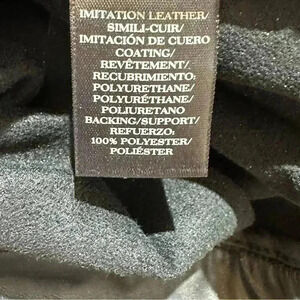 IMITATION LEATHER/
SIMILI-CUIR/
IMITACIÓN DE CUERO
COATING/
REVÊTEMENT/
RECUBRIMIENTO:
POLYURETHANE/
POLYURÉTHANE/
POLIURETANO
BACKING/SUPPORT/
REFUERZO:
100% POLYESTER/
POLIÉSTER